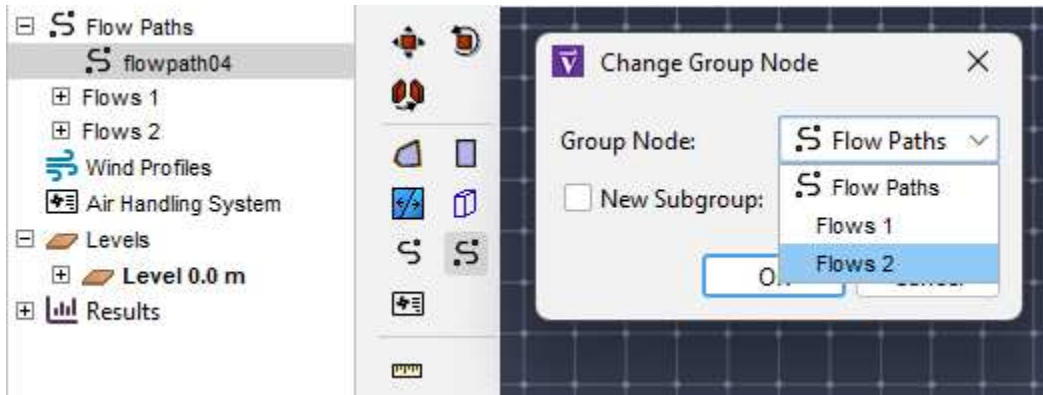 Flow Paths
flowpath04
Flows 1
Flows 2
Wind Profiles
Air Handling System
Levels
Level 0.0 m
Results
Change Group Node
Group Node:
Flow Paths
Flow Paths
Flows 1
Flows 2
New Subgroup: